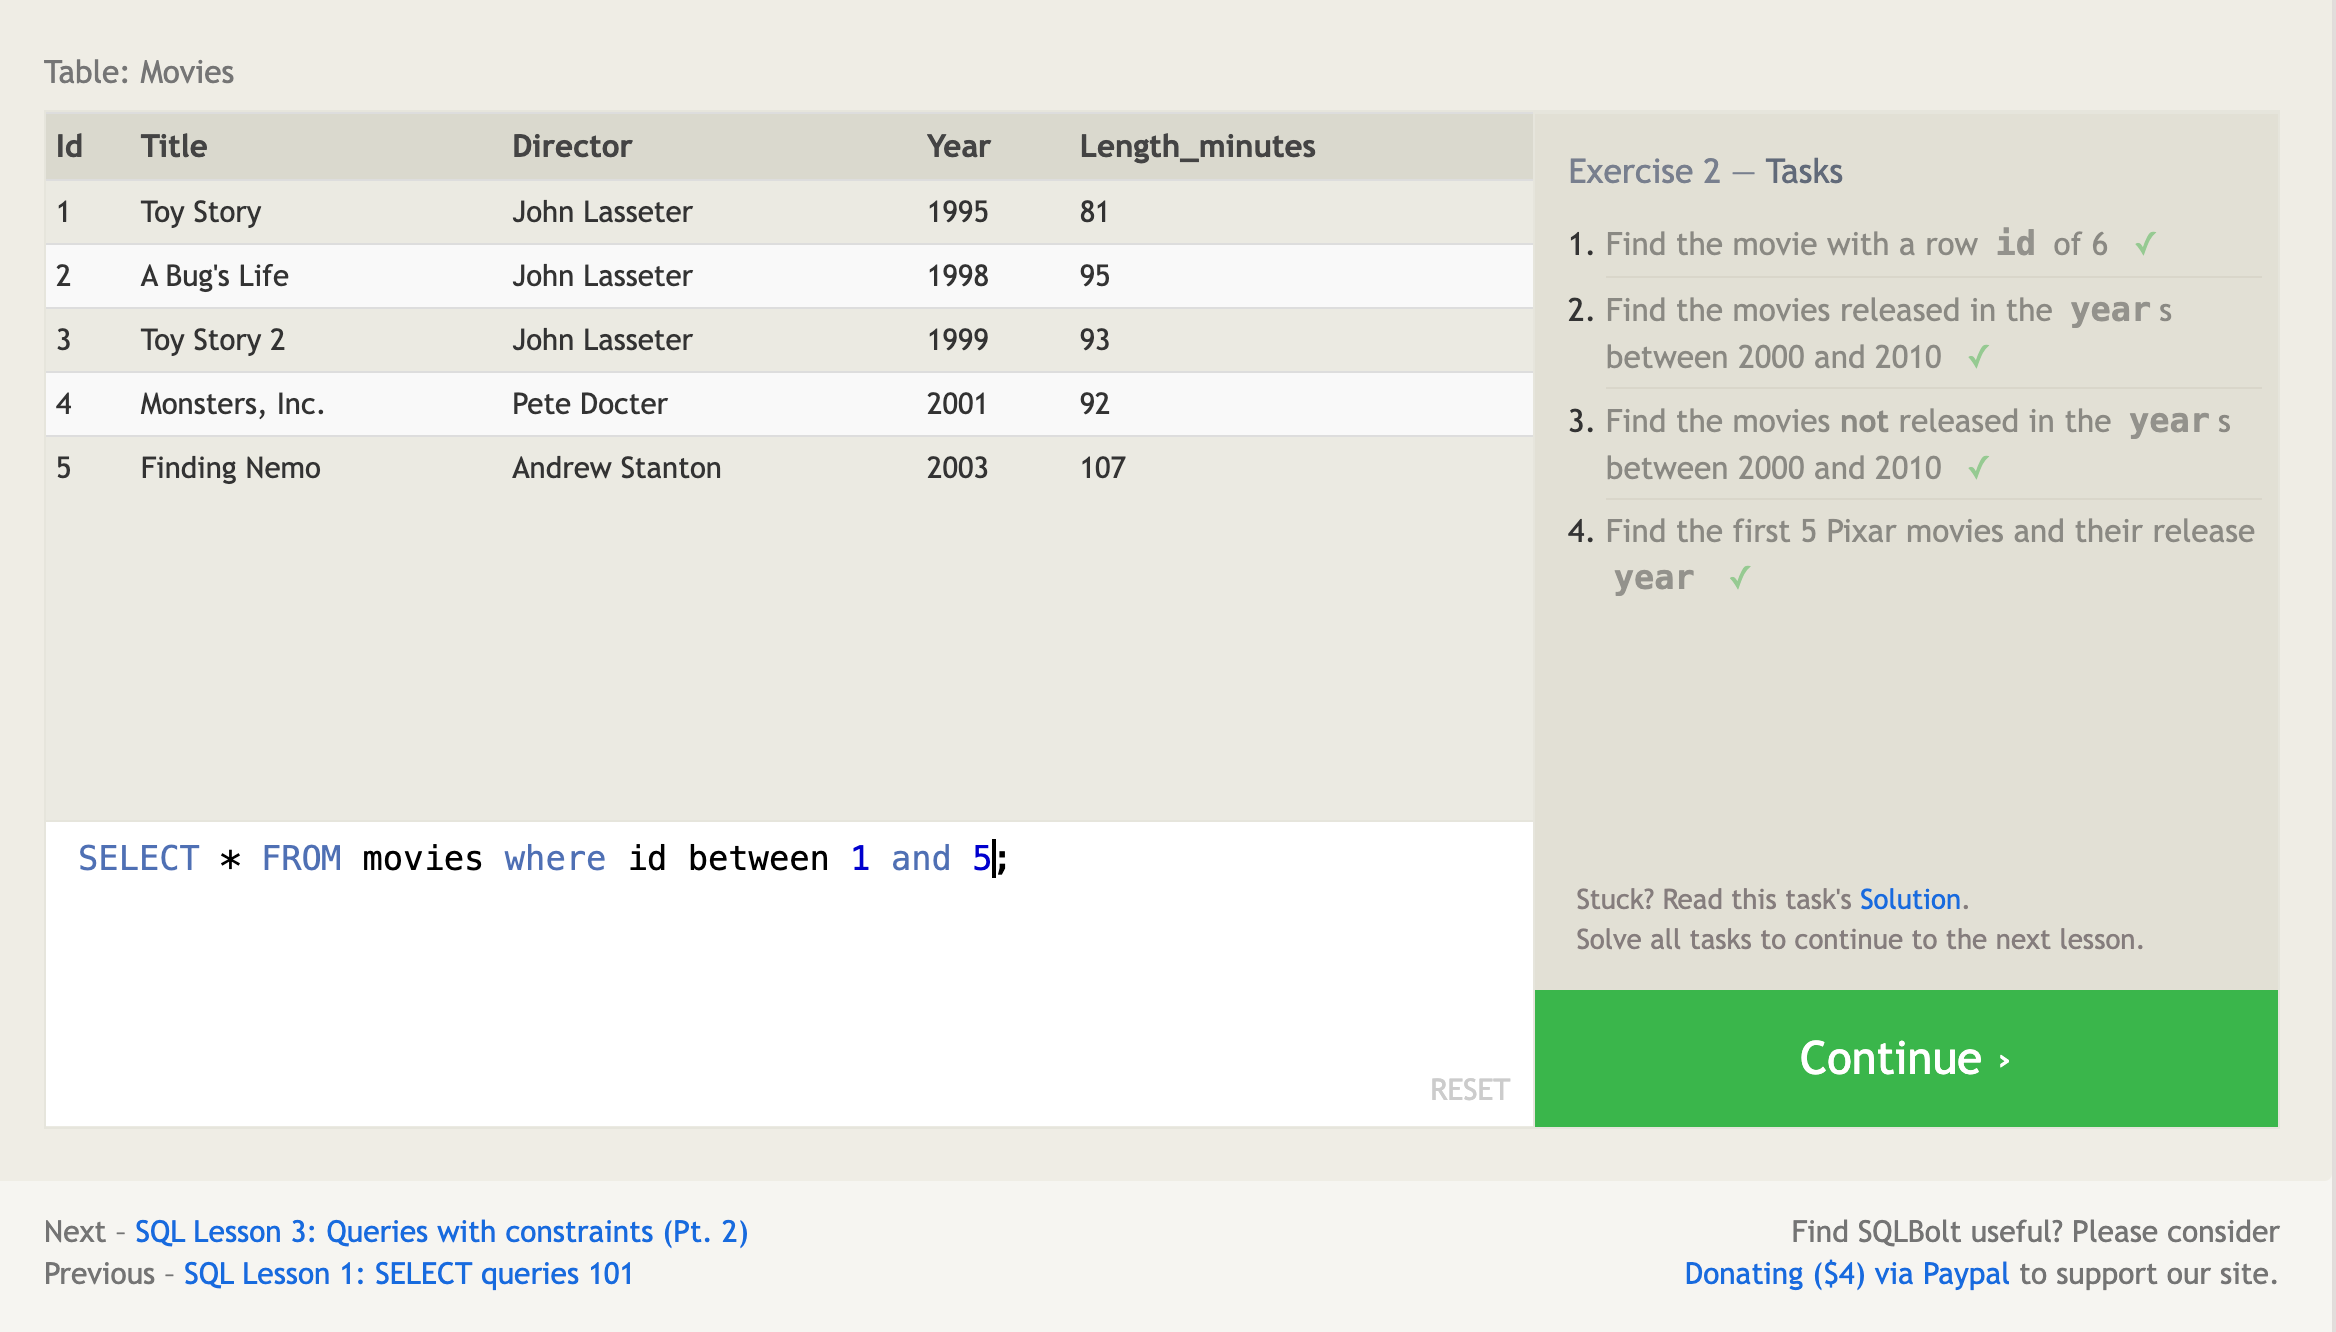 Table: Movies
Id Title Director Year Length_minutes
1 Toy Story John Lasseter 1995 81
2 A Bug's Life John Lasseter 1998 95
3 Toy Story 2 John Lasseter 1999 93
4 Monsters, Inc. Pete Docter 2001 92
5 Finding Nemo Andrew Stanton 2003 107
SELECT * FROM movies where id between 1 and 5;
RESET
Exercise 2 — Tasks
1. Find the movie with a row id of 6 ✓
2. Find the movies released in the year s
between 2000 and 2010 ✓
3. Find the movies not released in the year s
between 2000 and 2010 ✓
4. Find the first 5 Pixar movies and their release
year ✓
Stuck? Read this task's Solution.
Solve all tasks to continue to the next lesson.
Continue ›
Next – SQL Lesson 3: Queries with constraints (Pt. 2)
Previous – SQL Lesson 1: SELECT queries 101
Find SQLBolt useful? Please consider
Donating ($4) via Paypal to support our site.